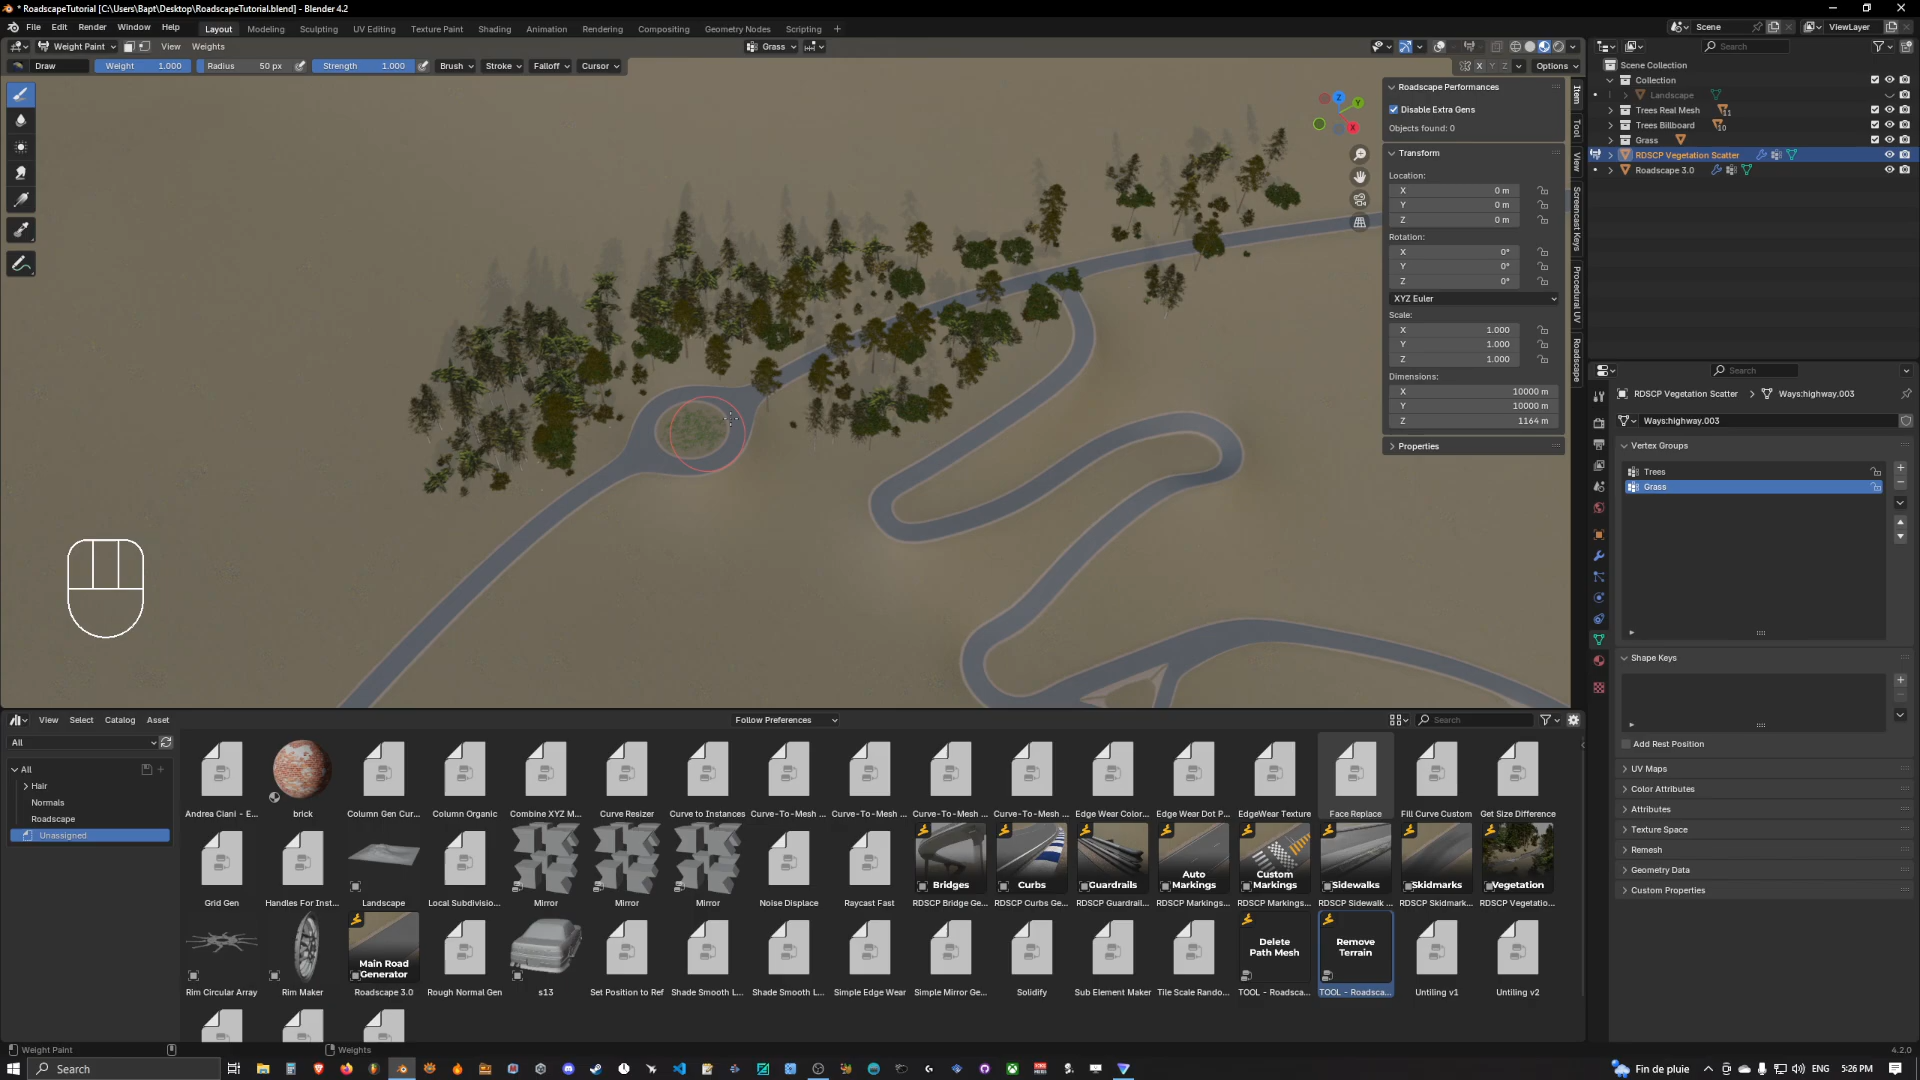 * RoadscapeTutorial [C:\Users\Bapt\Desktop\RoadscapeTutorial.blend] - Blender 4.2
File Edit Render Window Help Layout Modeling Sculpting UV Editing Texture Paint Shading Animation Rendering Compositing Geometry Nodes Scripting + Scene ViewLayer
Weight Paint View Weights Grass
Draw Weight 1.000 Radius 50 px Strength 1.000 Brush Stroke Falloff Cursor X Y Z Options
Z
Y
X
Roadscape Performances
Disable Extra Gens
Objects found: 0
Transform
Location:
X 0 m
Y 0 m
Z 0 m
Rotation:
X 0°
Y 0°
Z 0°
XYZ Euler
Scale:
X 1.000
Y 1.000
Z 1.000
Dimensions:
X 10000 m
Y 10000 m
Z 1164 m
Properties
Item
Tool
View
Screencast Keys
Procedural UV
Roadscape
Search
Scene Collection
Collection
Landscape
Trees Real Mesh 11
Trees Billboard 10
Grass
RDSCP Vegetation Scatter
Roadscape 3.0
Search
RDSCP Vegetation Scatter > Ways:highway.003
Ways:highway.003
Vertex Groups
Trees
Grass
Shape Keys
Add Rest Position
UV Maps
Color Attributes
Attributes
Texture Space
Remesh
Geometry Data
Custom Properties
View Select Catalog Asset Follow Preferences Search
All
All
Hair
Normals
Roadscape
Unassigned
Andrea Ciani - E... brick Column Gen Cur... Column Organic Combine XYZ M... Curve Resizer Curve to Instances Curve-To-Mesh ... Curve-To-Mesh ... Curve-To-Mesh ... Curve-To-Mesh ... Edge Wear Color... Edge Wear Dot P... EdgeWear Texture Face Replace Fill Curve Custom Get Size Difference
Bridges Curbs Guardrails Auto Markings Custom Markings Sidewalks Skidmarks Vegetation
Grid Gen Handles For Inst... Landscape Local Subdivisio... Mirror Mirror Mirror Noise Displace Raycast Fast RDSCP Bridge Ge... RDSCP Curbs Ge... RDSCP Guardrail... RDSCP Markings... RDSCP Markings... RDSCP Sidewalk ... RDSCP Skidmark... RDSCP Vegetatio...
Main Road Generator Delete Path Mesh Remove Terrain
Rim Circular Array Rim Maker Roadscape 3.0 Rough Normal Gen s13 Set Position to Ref Shade Smooth L... Shade Smooth L... Simple Edge Wear Simple Mirror Ge... Solidify Sub Element Maker Tile Scale Rando... TOOL - Roadsca... TOOL - Roadsca... Untiling v1 Untiling v2
Weight Paint Weights 4.2.0
Search Fin de pluie ENG 5:26 PM